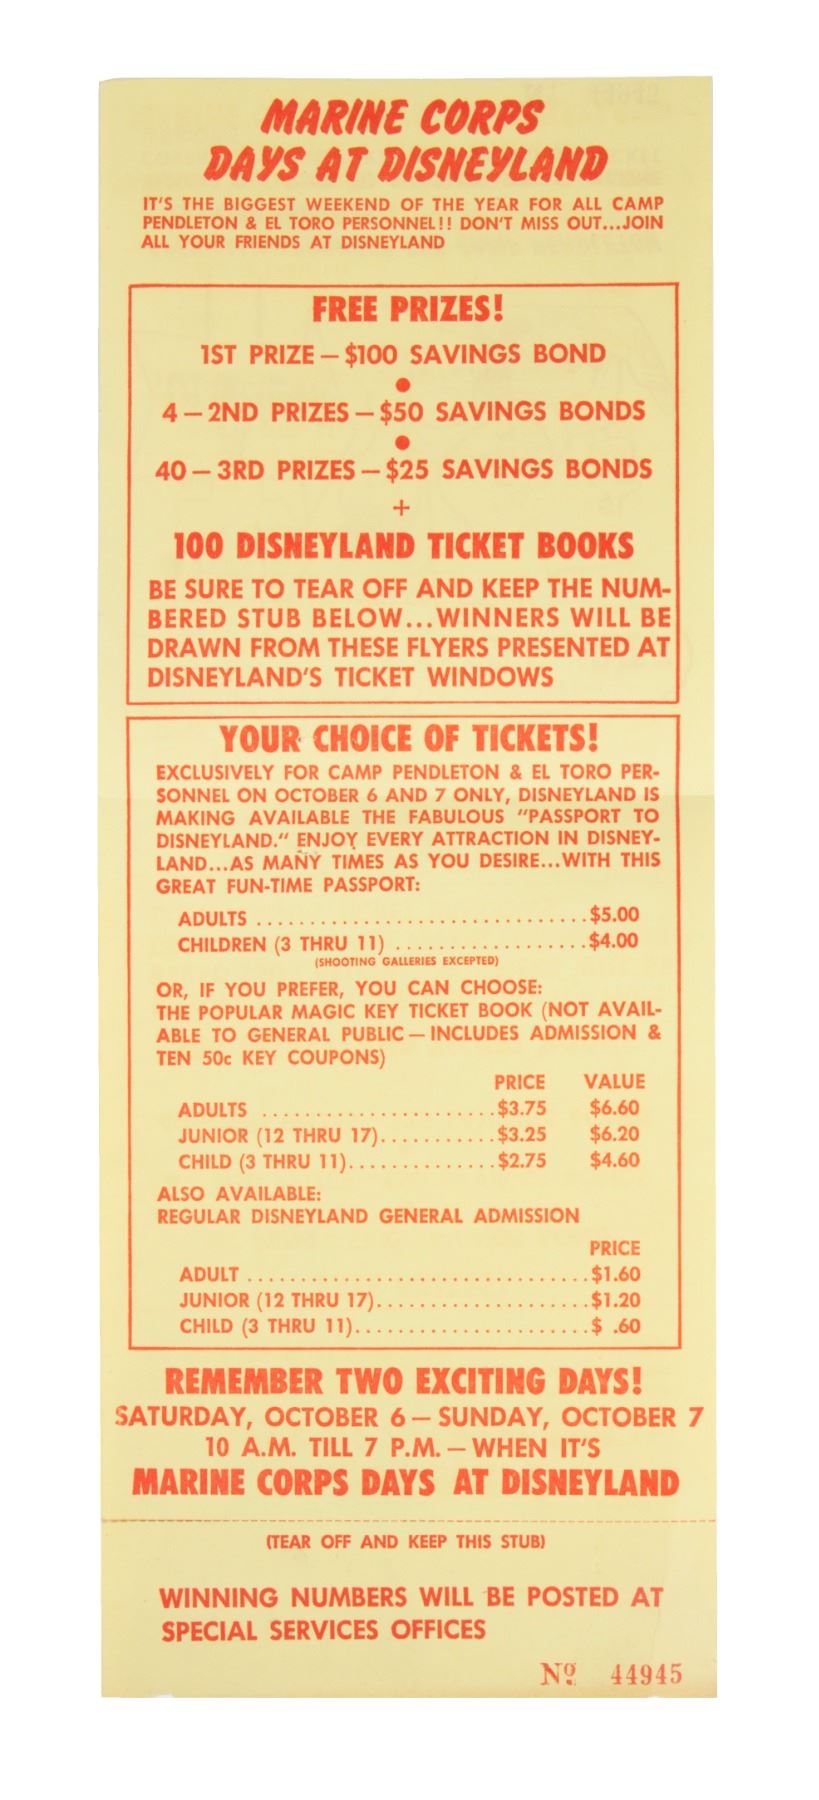 MARINE CORPS
DAYS AT DISNEYLAND
IT'S THE BIGGEST WEEKEND OF THE YEAR FOR ALL CAMP
PENDLETON & EL TORO PERSONNEL!! DON'T MISS OUT...JOIN
ALL YOUR FRIENDS AT DISNEYLAND
FREE PRIZES!
1ST PRIZE — $100 SAVINGS BOND
●
4 — 2ND PRIZES — $50 SAVINGS BONDS
●
40 — 3RD PRIZES — $25 SAVINGS BONDS
+
100 DISNEYLAND TICKET BOOKS
BE SURE TO TEAR OFF AND KEEP THE NUM-
BERED STUB BELOW...WINNERS WILL BE
DRAWN FROM THESE FLYERS PRESENTED AT
DISNEYLAND'S TICKET WINDOWS
YOUR CHOICE OF TICKETS!
EXCLUSIVELY FOR CAMP PENDLETON & EL TORO PER-
SONNEL ON OCTOBER 6 AND 7 ONLY, DISNEYLAND IS
MAKING AVAILABLE THE FABULOUS "PASSPORT TO
DISNEYLAND." ENJOY EVERY ATTRACTION IN DISNEY-
LAND...AS MANY TIMES AS YOU DESIRE...WITH THIS
GREAT FUN-TIME PASSPORT:
ADULTS ..............................$5.00
CHILDREN (3 THRU 11) ..................$4.00
(SHOOTING GALLERIES EXCEPTED)
OR, IF YOU PREFER, YOU CAN CHOOSE:
THE POPULAR MAGIC KEY TICKET BOOK (NOT AVAIL-
ABLE TO GENERAL PUBLIC — INCLUDES ADMISSION &
TEN 50c KEY COUPONS)
PRICE VALUE
ADULTS ......................$3.75 $6.60
JUNIOR (12 THRU 17)...........$3.25 $6.20
CHILD (3 THRU 11)..............$2.75 $4.60
ALSO AVAILABLE:
REGULAR DISNEYLAND GENERAL ADMISSION
PRICE
ADULT ................................$1.60
JUNIOR (12 THRU 17)....................$1.20
CHILD (3 THRU 11)......................$ .60
REMEMBER TWO EXCITING DAYS!
SATURDAY, OCTOBER 6 — SUNDAY, OCTOBER 7
10 A.M. TILL 7 P.M. — WHEN IT'S
MARINE CORPS DAYS AT DISNEYLAND
(TEAR OFF AND KEEP THIS STUB)
WINNING NUMBERS WILL BE POSTED AT
SPECIAL SERVICES OFFICES
Nº 44945